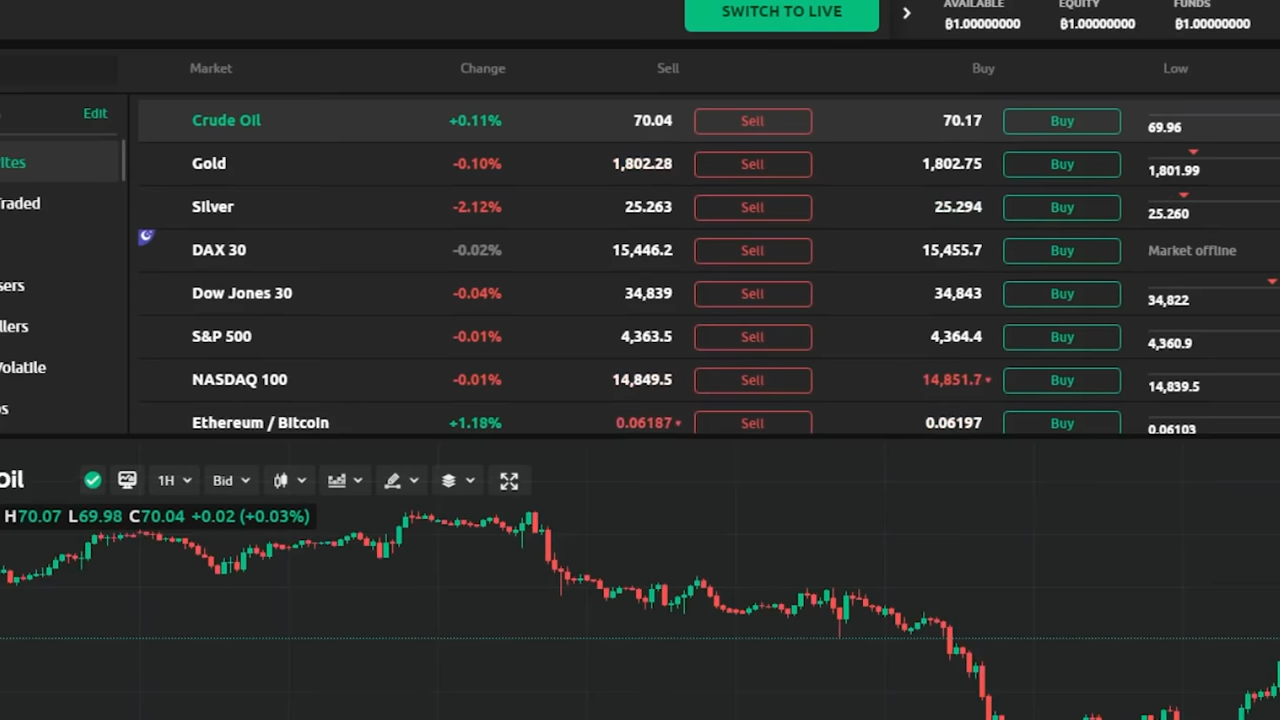 SWITCH TO LIVE AVAILABLE EQUITY FUNDS
₿1.00000000 ₿1.00000000 ₿1.00000000
Market Change Sell Buy Low
Edit
Crude Oil +0.11% 70.04 Sell 70.17 Buy 69.96
Gold -0.10% 1,802.28 Sell 1,802.75 Buy 1,801.99
Silver -2.12% 25.263 Sell 25.294 Buy 25.260
DAX 30 -0.02% 15,446.2 Sell 15,455.7 Buy Market offline
Dow Jones 30 -0.04% 34,839 Sell 34,843 Buy 34,822
S&P 500 -0.01% 4,363.5 Sell 4,364.4 Buy 4,360.9
NASDAQ 100 -0.01% 14,849.5 Sell 14,851.7 Buy 14,839.5
Ethereum / Bitcoin +1.18% 0.06187 Sell 0.06197 Buy 0.06103
ites
Traded
sers
llers
Volatile
s
Oil 1H Bid
H70.07 L69.98 C70.04 +0.02 (+0.03%)